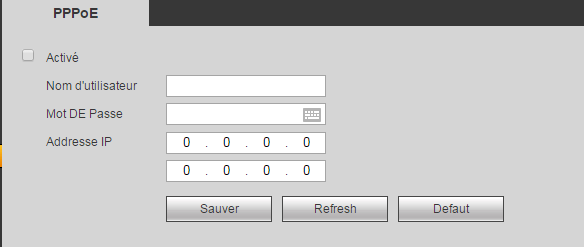 PPPoE
Activé
Nom d'utilisateur
Mot DE Passe
Addresse IP 0 . 0 . 0 . 0
0 . 0 . 0 . 0
Sauver Refresh Defaut